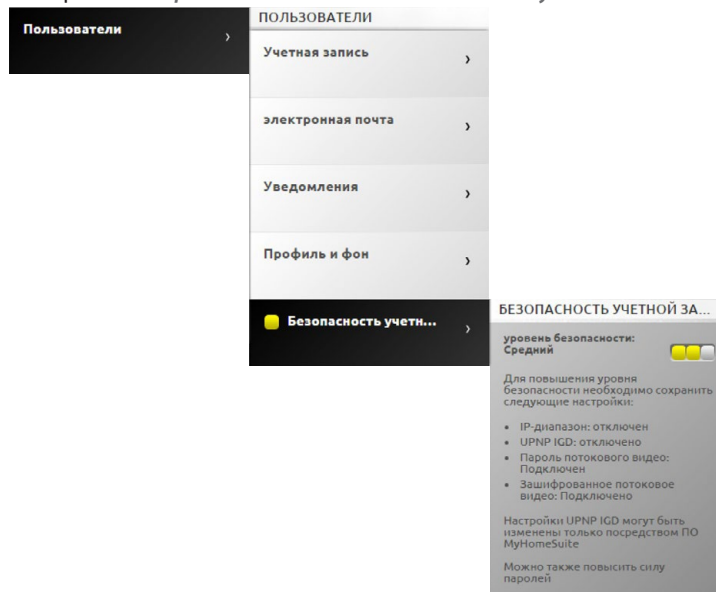 Пользователи
ПОЛЬЗОВАТЕЛИ
Учетная запись
электронная почта
Уведомления
Профиль и фон
Безопасность учетн...
БЕЗОПАСНОСТЬ УЧЕТНОЙ ЗА...
уровень безопасности:
Средний
Для повышения уровня
безопасности необходимо сохранить
следующие настройки:
• IP-диапазон: отключен
• UPNP IGD: отключено
• Пароль потокового видео:
Подключен
• Зашифрованное потоковое
видео: Подключено
Настройки UPNP IGD могут быть
изменены только посредством ПО
MyHomeSuite
Можно также повысить силу
паролей